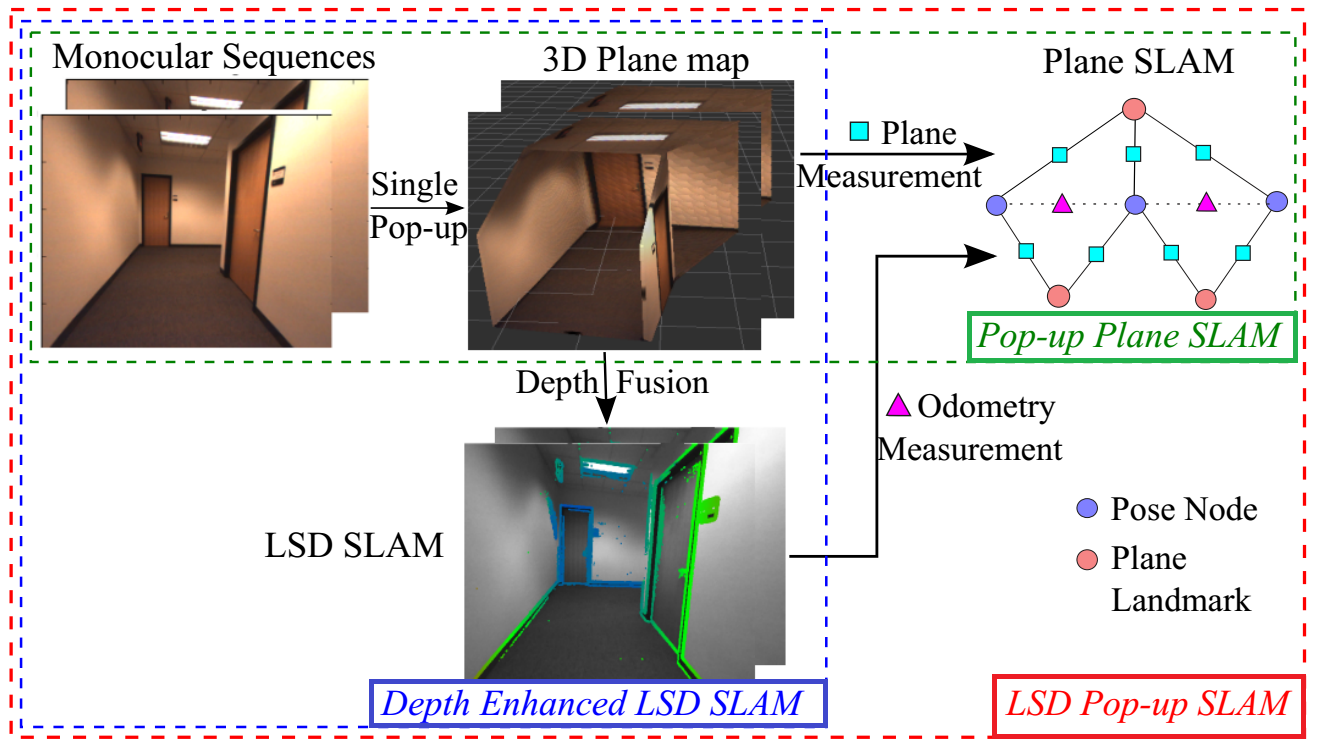 Monocular Sequences
3D Plane map
Plane SLAM
Single
Pop-up
Plane
Measurement
Pop-up Plane SLAM
Depth Fusion
Odometry
Measurement
LSD SLAM
Pose Node
Plane
Landmark
Depth Enhanced LSD SLAM
LSD Pop-up SLAM